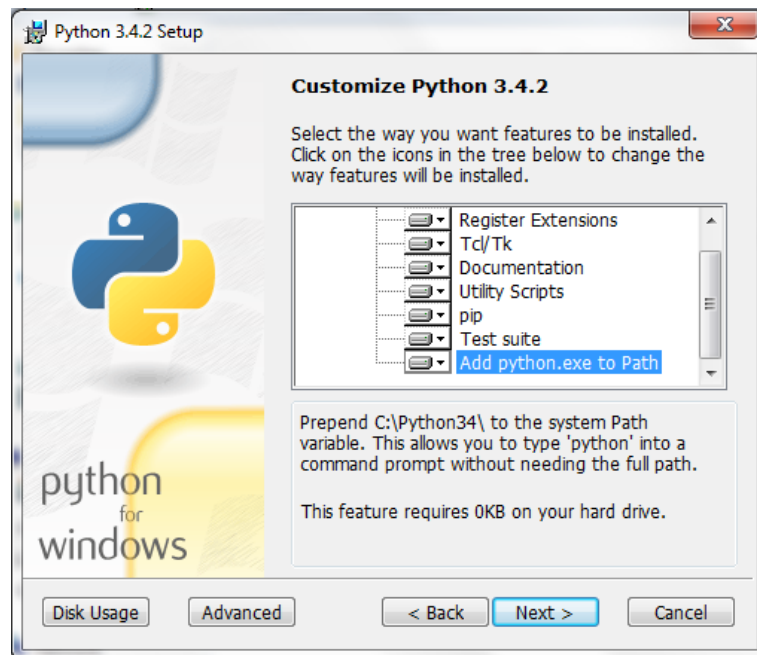 Python 3.4.2 Setup
X
Customize Python 3.4.2
Select the way you want features to be installed.
Click on the icons in the tree below to change the
way features will be installed.
Register Extensions
Tcl/Tk
Documentation
Utility Scripts
pip
Test suite
Add python.exe to Path
Prepend C:\Python34\ to the system Path
variable. This allows you to type 'python' into a
command prompt without needing the full path.
This feature requires 0KB on your hard drive.
python
for
windows
Disk Usage
Advanced
< Back
Next >
Cancel